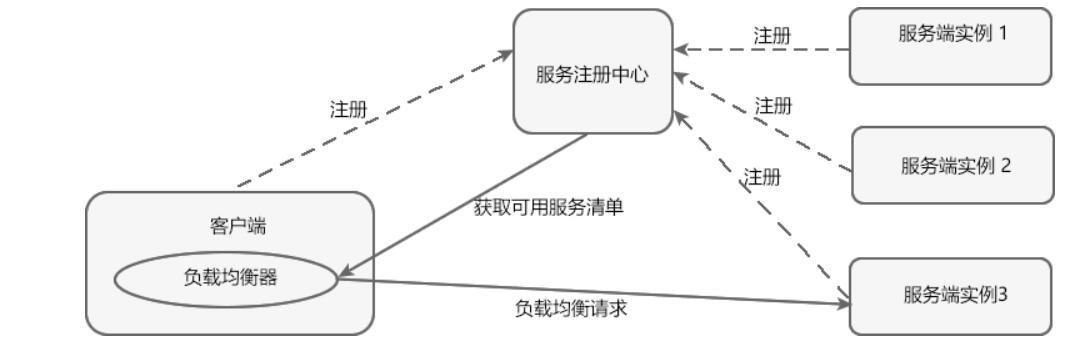 注册
服务端实例 1
服务注册中心
注册
注册
服务端实例 2
注册
获取可用服务清单
客户端
负载均衡器
负载均衡请求
服务端实例3